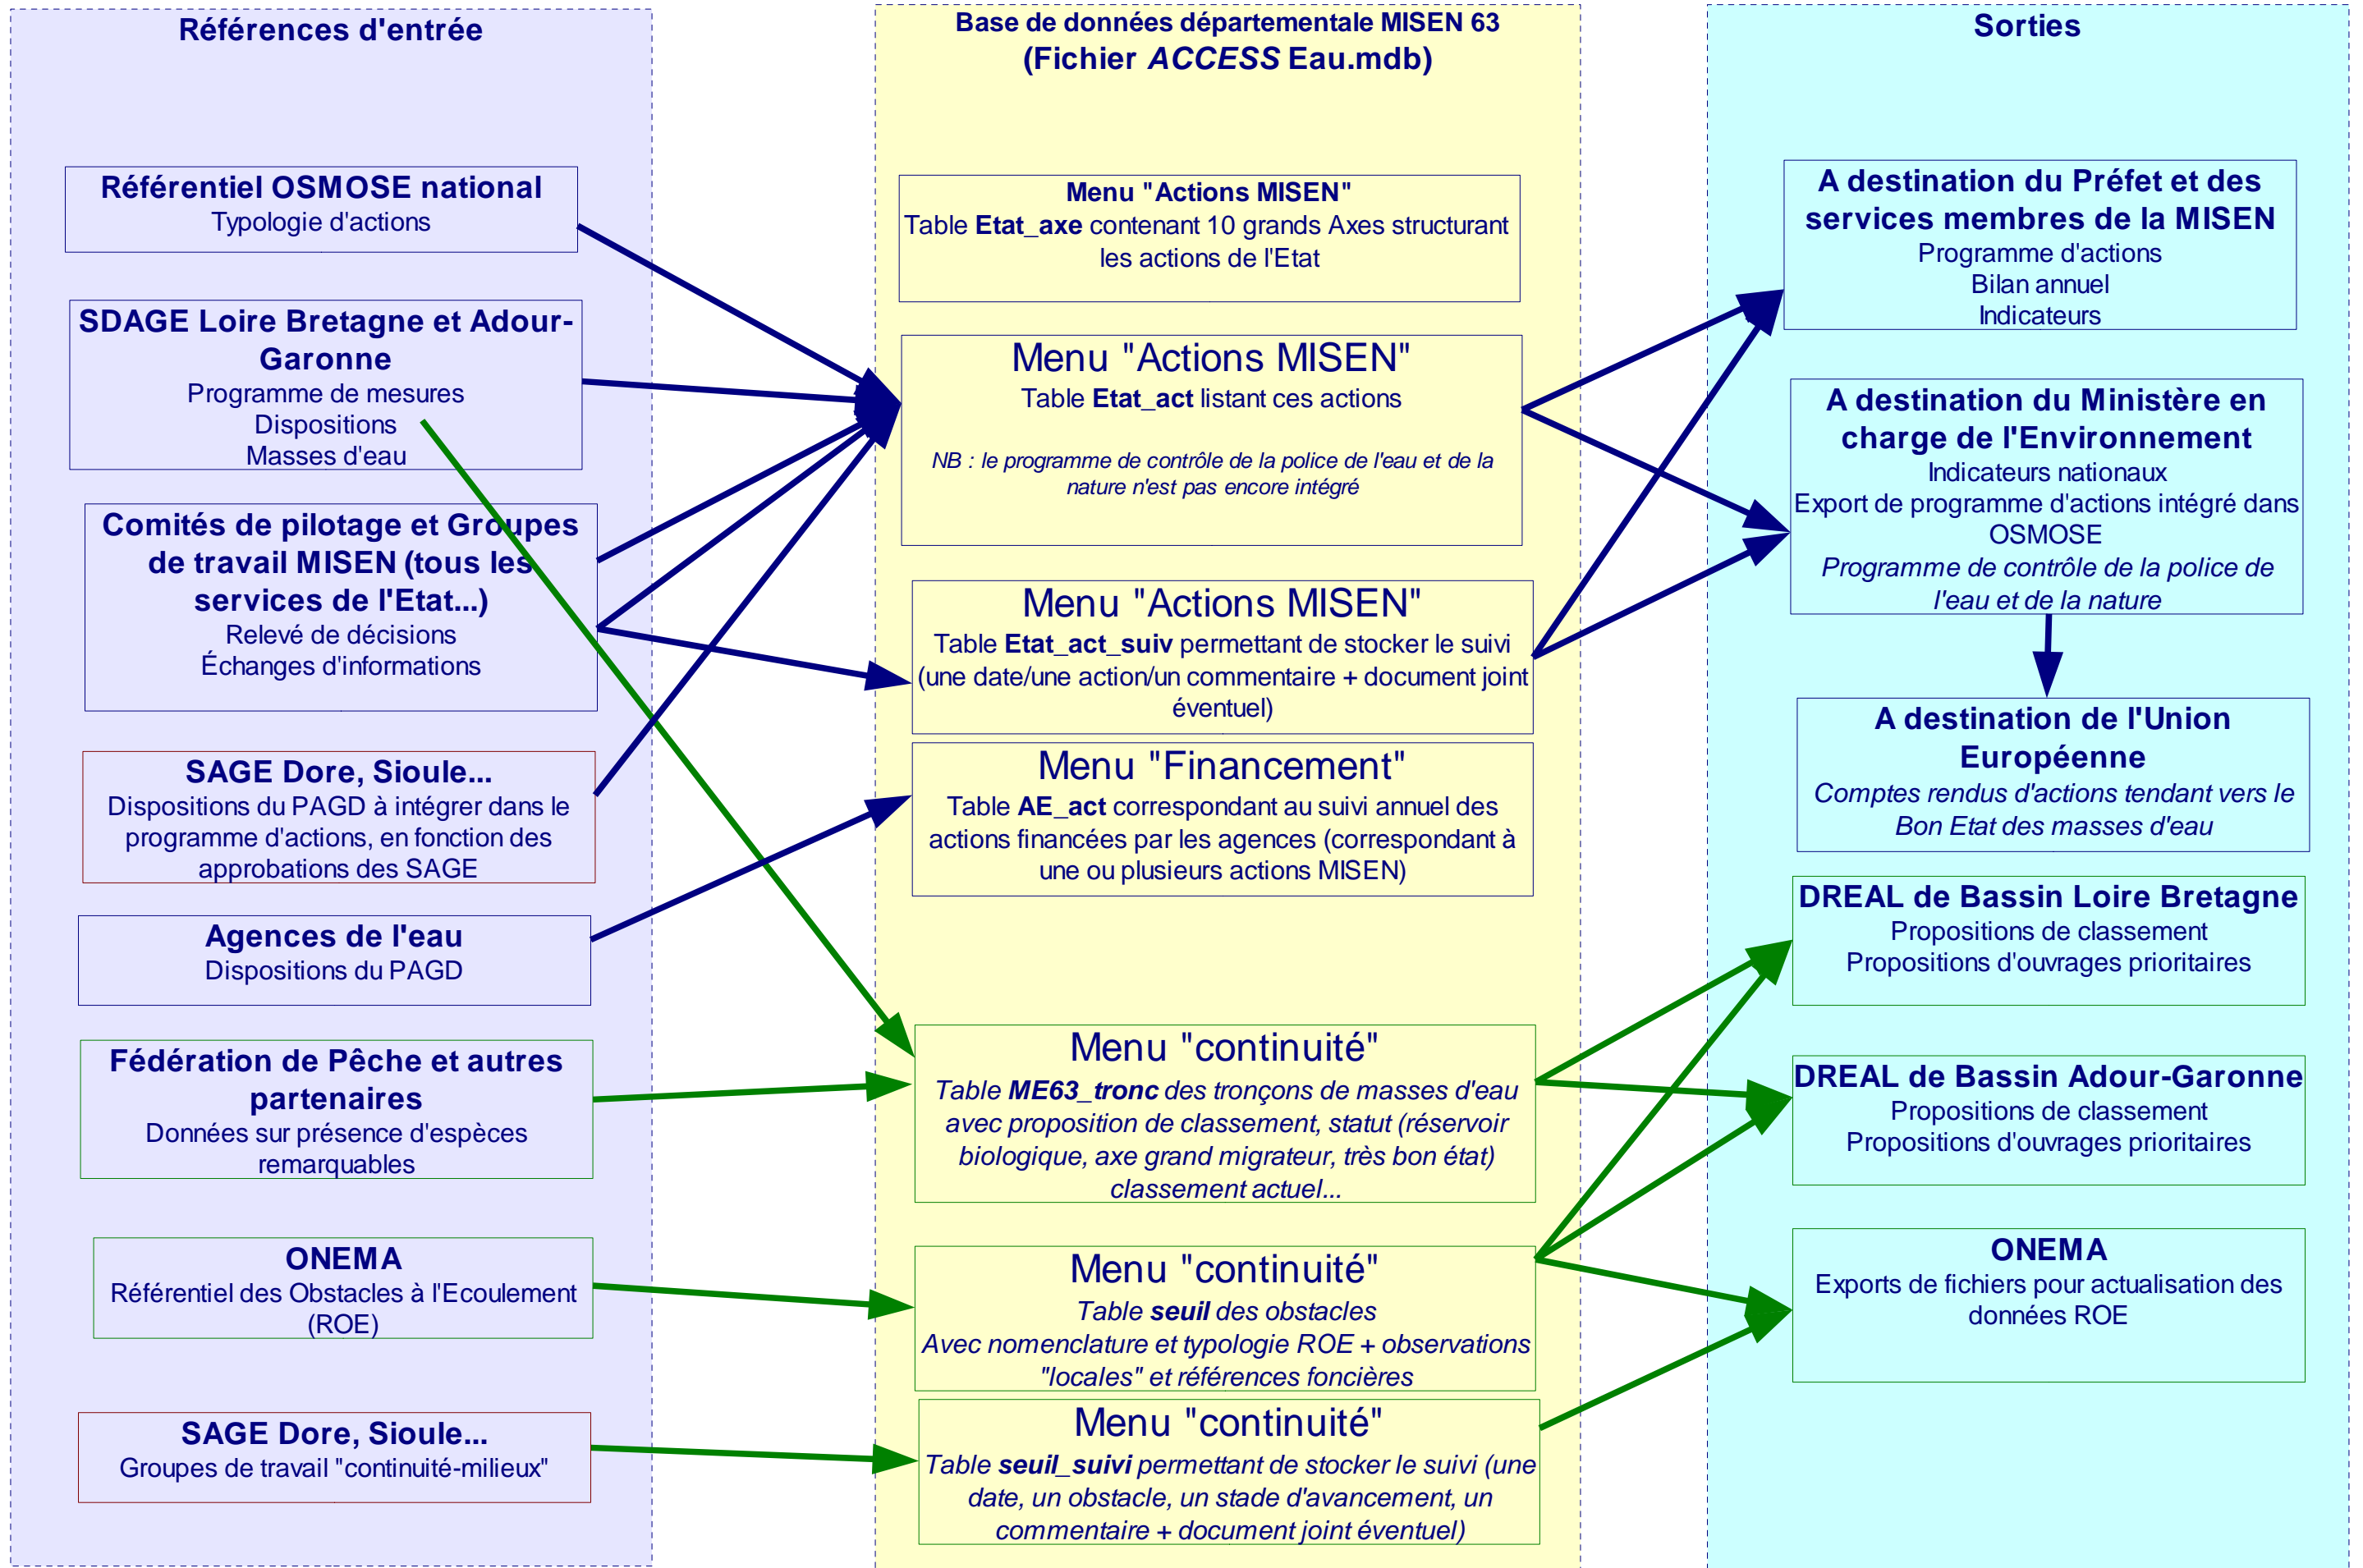 Références d'entrée
Référentiel OSMOSE national
Typologie d'actions
SDAGE Loire Bretagne et Adour-
Garonne
Programme de mesures
Dispositions
Masses d'eau
Comités de pilotage et Groupes
de travail MISEN (tous les
services de l'Etat...)
Relevé de décisions
Échanges d'informations
SAGE Dore, Sioule...
Dispositions du PAGD à intégrer dans le
programme d'actions, en fonction des
approbations des SAGE
Agences de l'eau
Dispositions du PAGD
Fédération de Pêche et autres
partenaires
Données sur présence d'espèces
remarquables
ONEMA
Référentiel des Obstacles à l'Ecoulement
(ROE)
SAGE Dore, Sioule...
Groupes de travail "continuité-milieux"
Base de données départementale MISEN 63
(Fichier ACCESS Eau.mdb)
Menu "Actions MISEN"
Table Etat_axe contenant 10 grands Axes structurant
les actions de l'Etat
Menu "Actions MISEN"
Table Etat_act listant ces actions
NB : le programme de contrôle de la police de l'eau et de la
nature n'est pas encore intégré
Menu "Actions MISEN"
Table Etat_act_suiv permettant de stocker le suivi
(une date/une action/un commentaire + document joint
éventuel)
Menu "Financement"
Table AE_act correspondant au suivi annuel des
actions financées par les agences (correspondant à
une ou plusieurs actions MISEN)
Menu "continuité"
Table ME63_tronc des tronçons de masses d'eau
avec proposition de classement, statut (réservoir
biologique, axe grand migrateur, très bon état)
classement actuel...
Menu "continuité"
Table seuil des obstacles
Avec nomenclature et typologie ROE + observations
"locales" et références foncières
Menu "continuité"
Table seuil_suivi permettant de stocker le suivi (une
date, un obstacle, un stade d'avancement, un
commentaire + document joint éventuel)
Sorties
A destination du Préfet et des
services membres de la MISEN
Programme d'actions
Bilan annuel
Indicateurs
A destination du Ministère en
charge de l'Environnement
Indicateurs nationaux
Export de programme d'actions intégré dans
OSMOSE
Programme de contrôle de la police de
l'eau et de la nature
A destination de l'Union
Européenne
Comptes rendus d'actions tendant vers le
Bon Etat des masses d'eau
DREAL de Bassin Loire Bretagne
Propositions de classement
Propositions d'ouvrages prioritaires
DREAL de Bassin Adour-Garonne
Propositions de classement
Propositions d'ouvrages prioritaires
ONEMA
Exports de fichiers pour actualisation des
données ROE